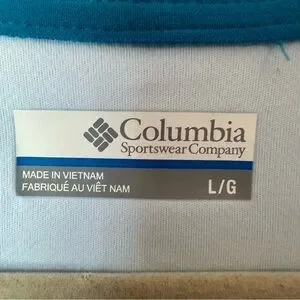 Columbia
Sportswear Company
MADE IN VIETNAM
FABRIQUÉ AU VIÊT NAM
L/G